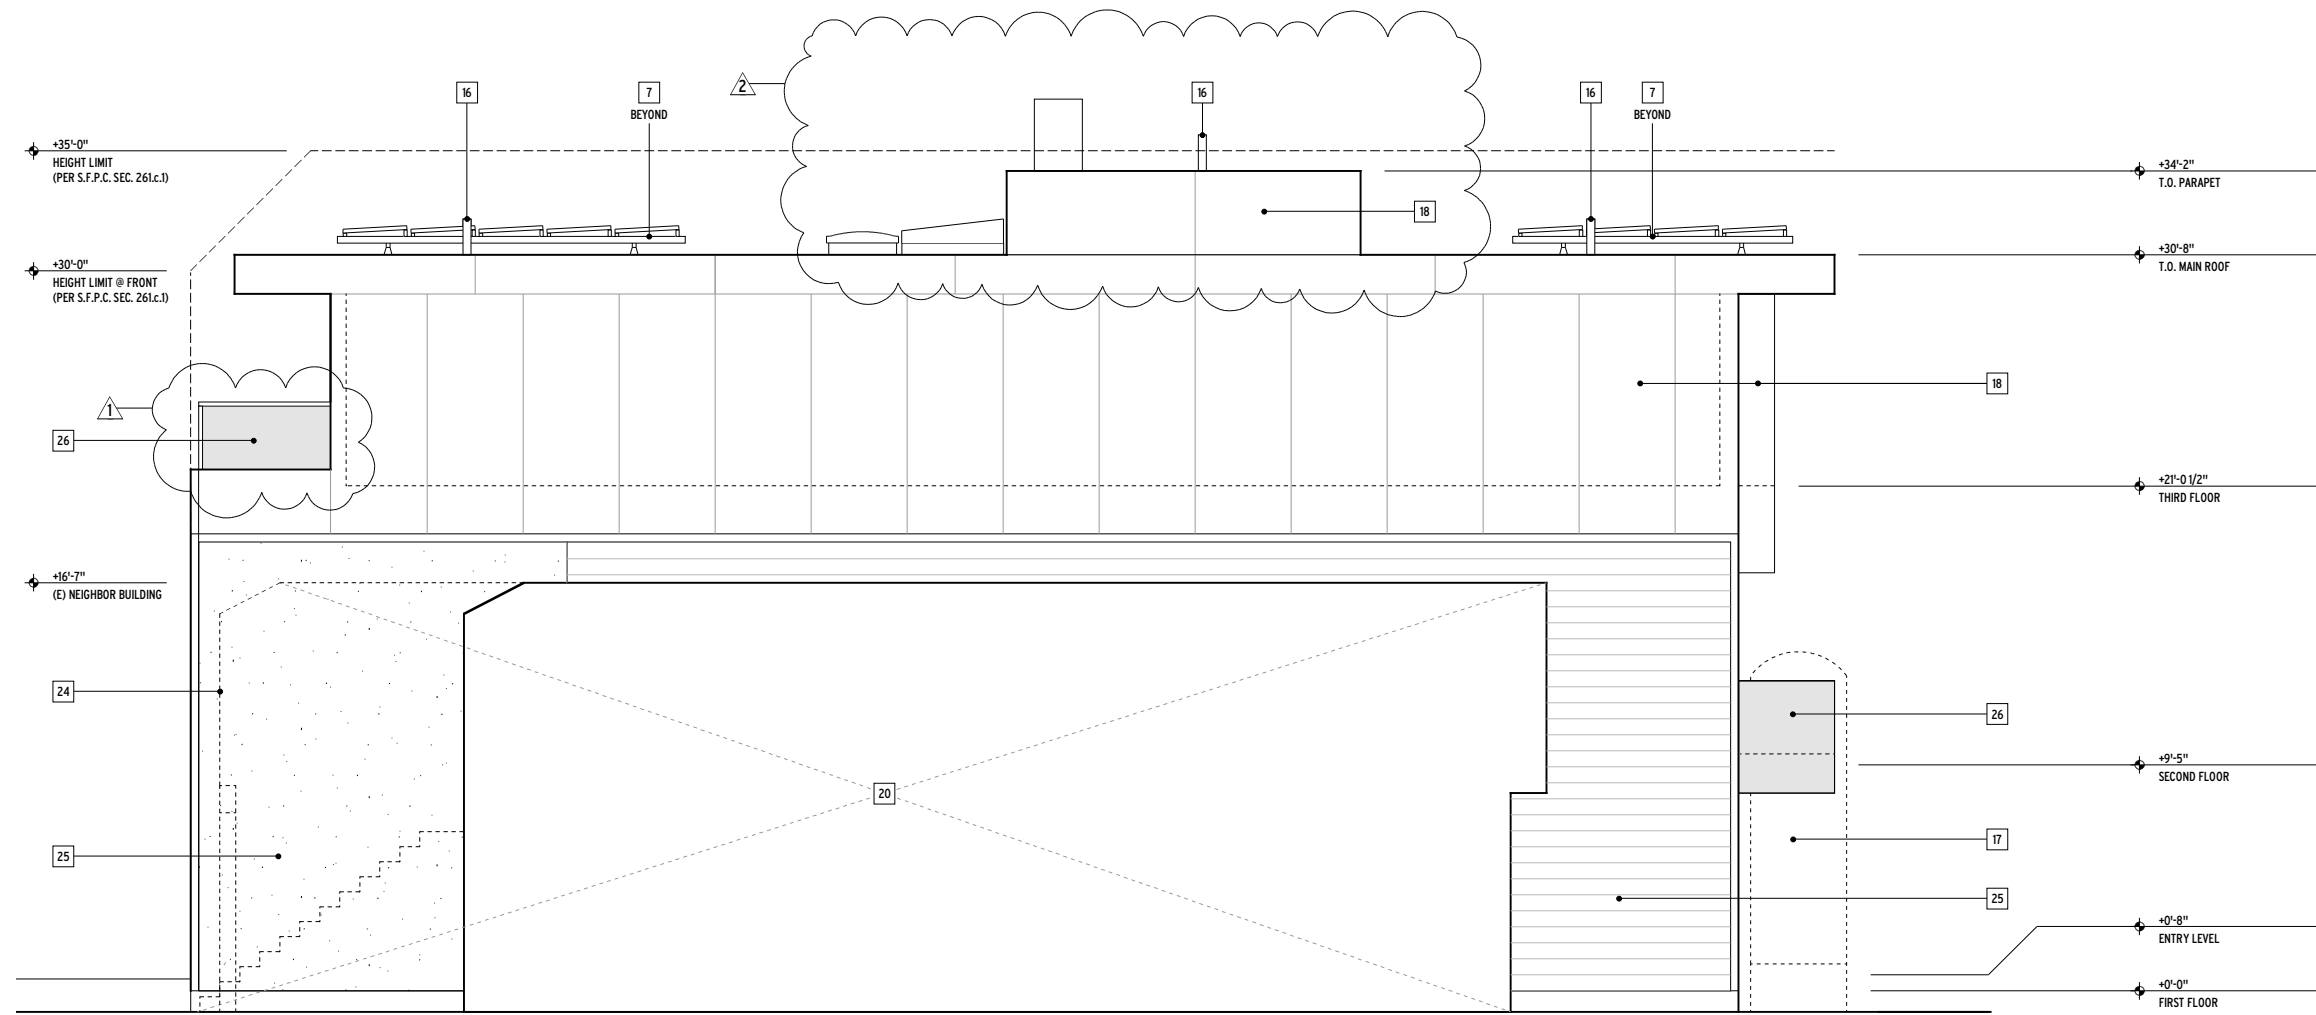 2
16
7
BEYOND
16
16
7
BEYOND
+35'-0"
HEIGHT LIMIT
(PER S.F.P.C. SEC. 261.c.1)
+34'-2"
T.O. PARAPET
18
+30'-0"
HEIGHT LIMIT @ FRONT
(PER S.F.P.C. SEC. 261.c.1)
+30'-8"
T.O. MAIN ROOF
18
1
26
+21'-0 1/2"
THIRD FLOOR
+16'-7"
(E) NEIGHBOR BUILDING
24
26
+9'-5"
SECOND FLOOR
20
17
25
25
+0'-8"
ENTRY LEVEL
+0'-0"
FIRST FLOOR